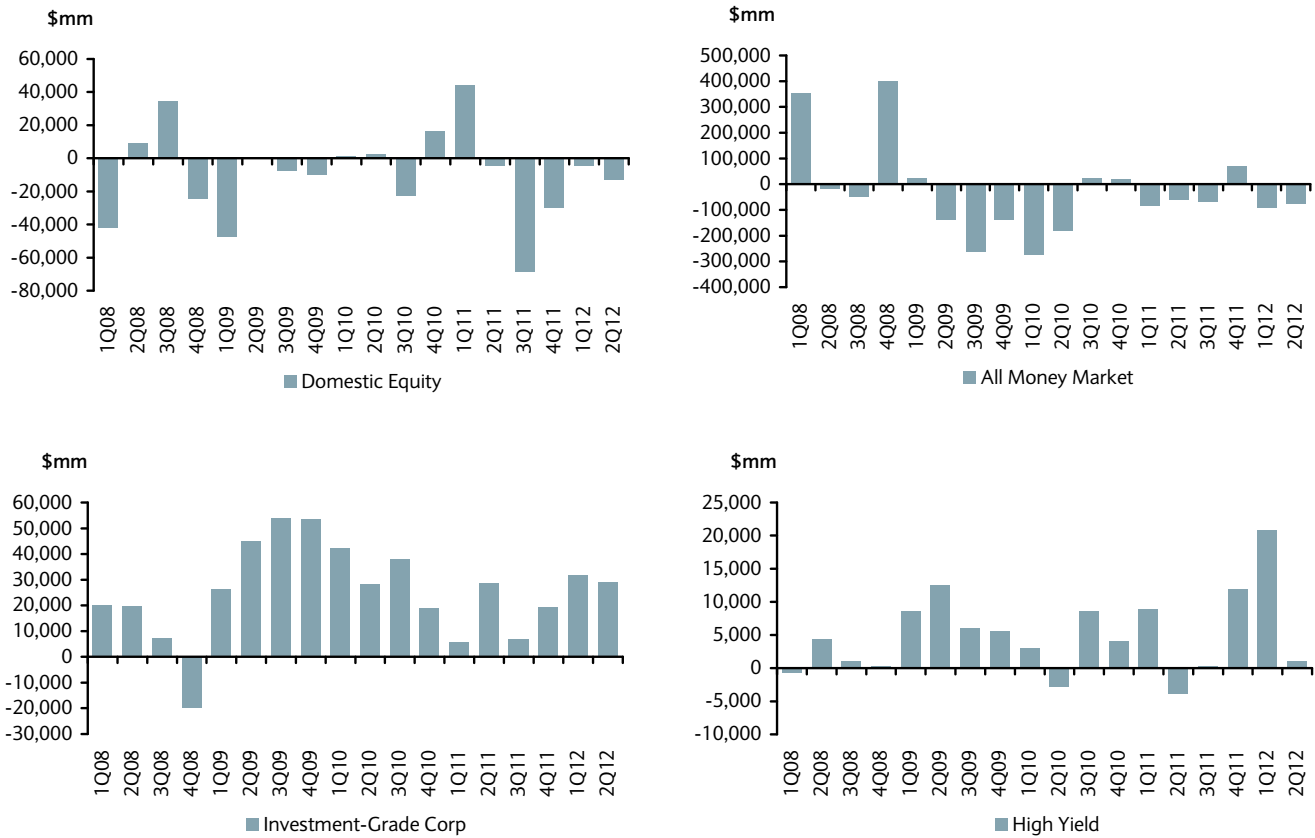 $mm
60,000
40,000
20,000
0
-20,000
-40,000
-60,000
-80,000
1Q08
2Q08
3Q08
4Q08
1Q09
2Q09
3Q09
4Q09
1Q10
2Q10
3Q10
4Q10
1Q11
2Q11
3Q11
4Q11
1Q12
2Q12
Domestic Equity
$mm
500,000
400,000
300,000
200,000
100,000
0
-100,000
-200,000
-300,000
-400,000
1Q08
2Q08
3Q08
4Q08
1Q09
2Q09
3Q09
4Q09
1Q10
2Q10
3Q10
4Q10
1Q11
2Q11
3Q11
4Q11
1Q12
2Q12
All Money Market
$mm
60,000
50,000
40,000
30,000
20,000
10,000
0
-10,000
-20,000
-30,000
1Q08
2Q08
3Q08
4Q08
1Q09
2Q09
3Q09
4Q09
1Q10
2Q10
3Q10
4Q10
1Q11
2Q11
3Q11
4Q11
1Q12
2Q12
Investment-Grade Corp
$mm
25,000
20,000
15,000
10,000
5,000
0
-5,000
-10,000
1Q08
2Q08
3Q08
4Q08
1Q09
2Q09
3Q09
4Q09
1Q10
2Q10
3Q10
4Q10
1Q11
2Q11
3Q11
4Q11
1Q12
2Q12
High Yield